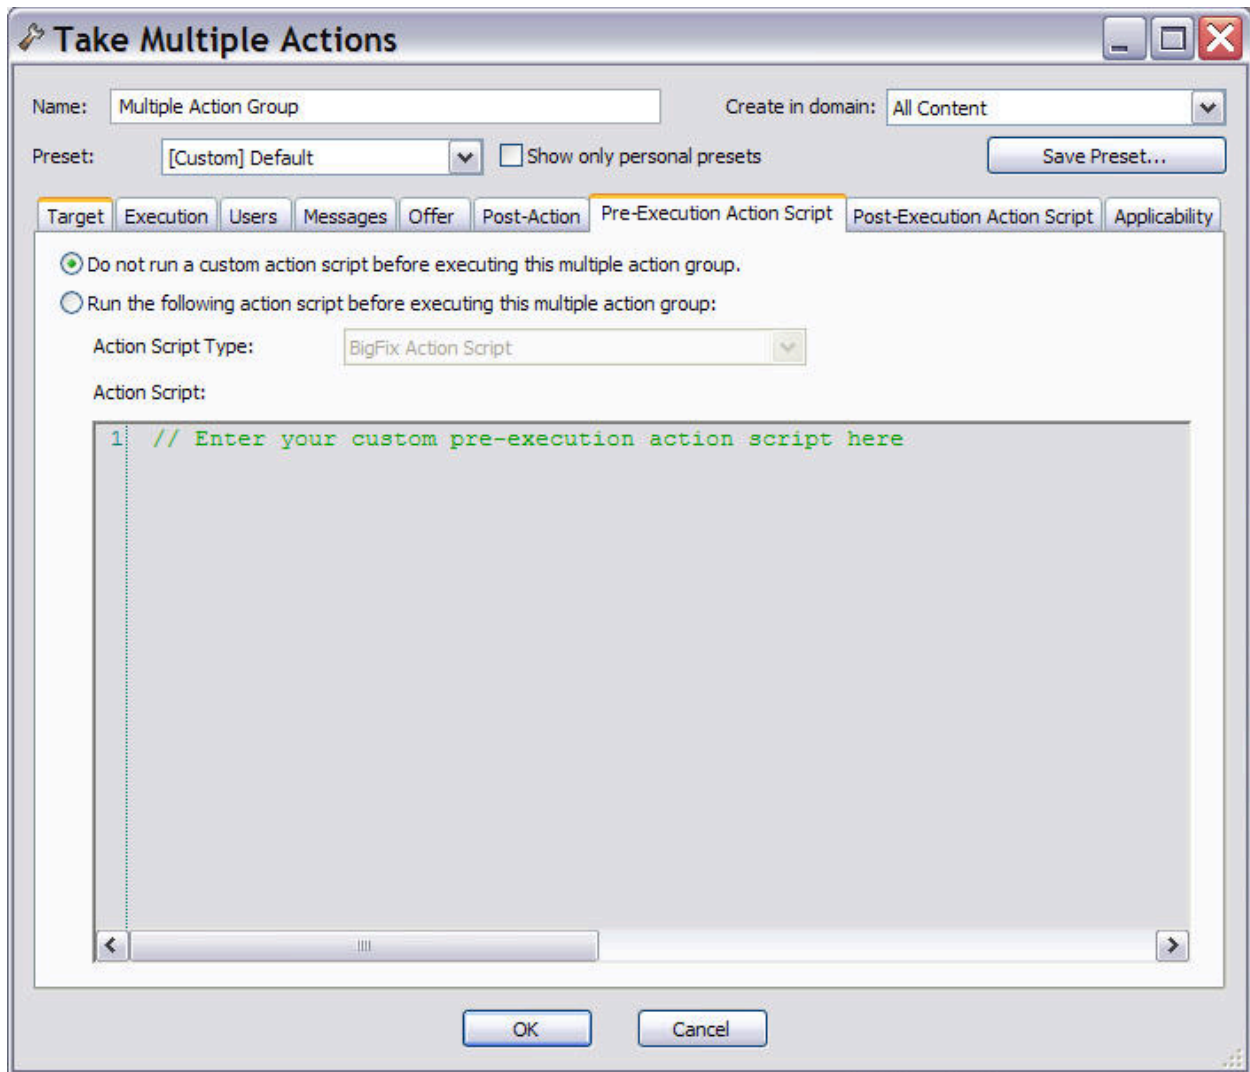 Take Multiple Actions
Name: Multiple Action Group Create in domain: All Content
Preset: [Custom] Default Show only personal presets Save Preset...
Target Execution Users Messages Offer Post-Action Pre-Execution Action Script Post-Execution Action Script Applicability
Do not run a custom action script before executing this multiple action group.
Run the following action script before executing this multiple action group:
Action Script Type: BigFix Action Script
Action Script:
1 // Enter your custom pre-execution action script here
OK Cancel